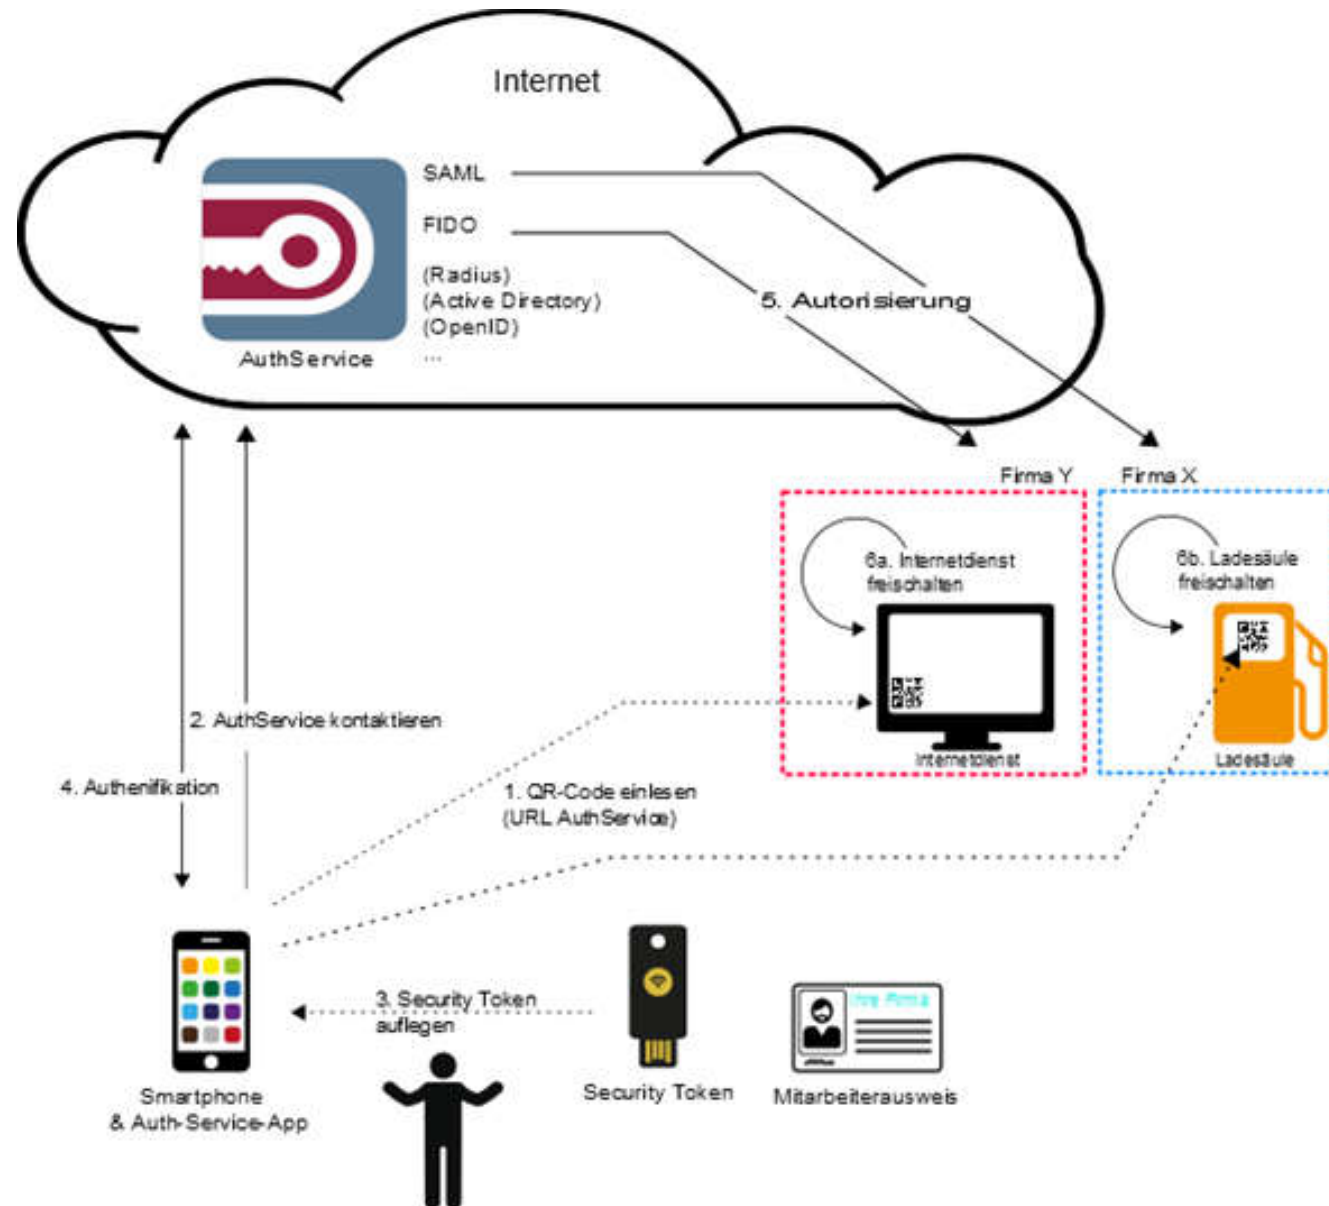 Internet
SAML
FIDO
(Radius)
(Active Directory)
(OpenID)
...
AuthService
5. Autorisierung
Firma Y
Firma X
6a. Internetdienst
freischalten
6b. Ladesäule
freischalten
Internetdienst
Ladesäule
2. AuthService kontaktieren
4. Authenifikation
1. QR-Code einlesen
(URL AuthService)
3. Security Token
auflegen
Ihre Firma
Smartphone
& Auth-Service-App
Security Token
Mitarbeiterausweis